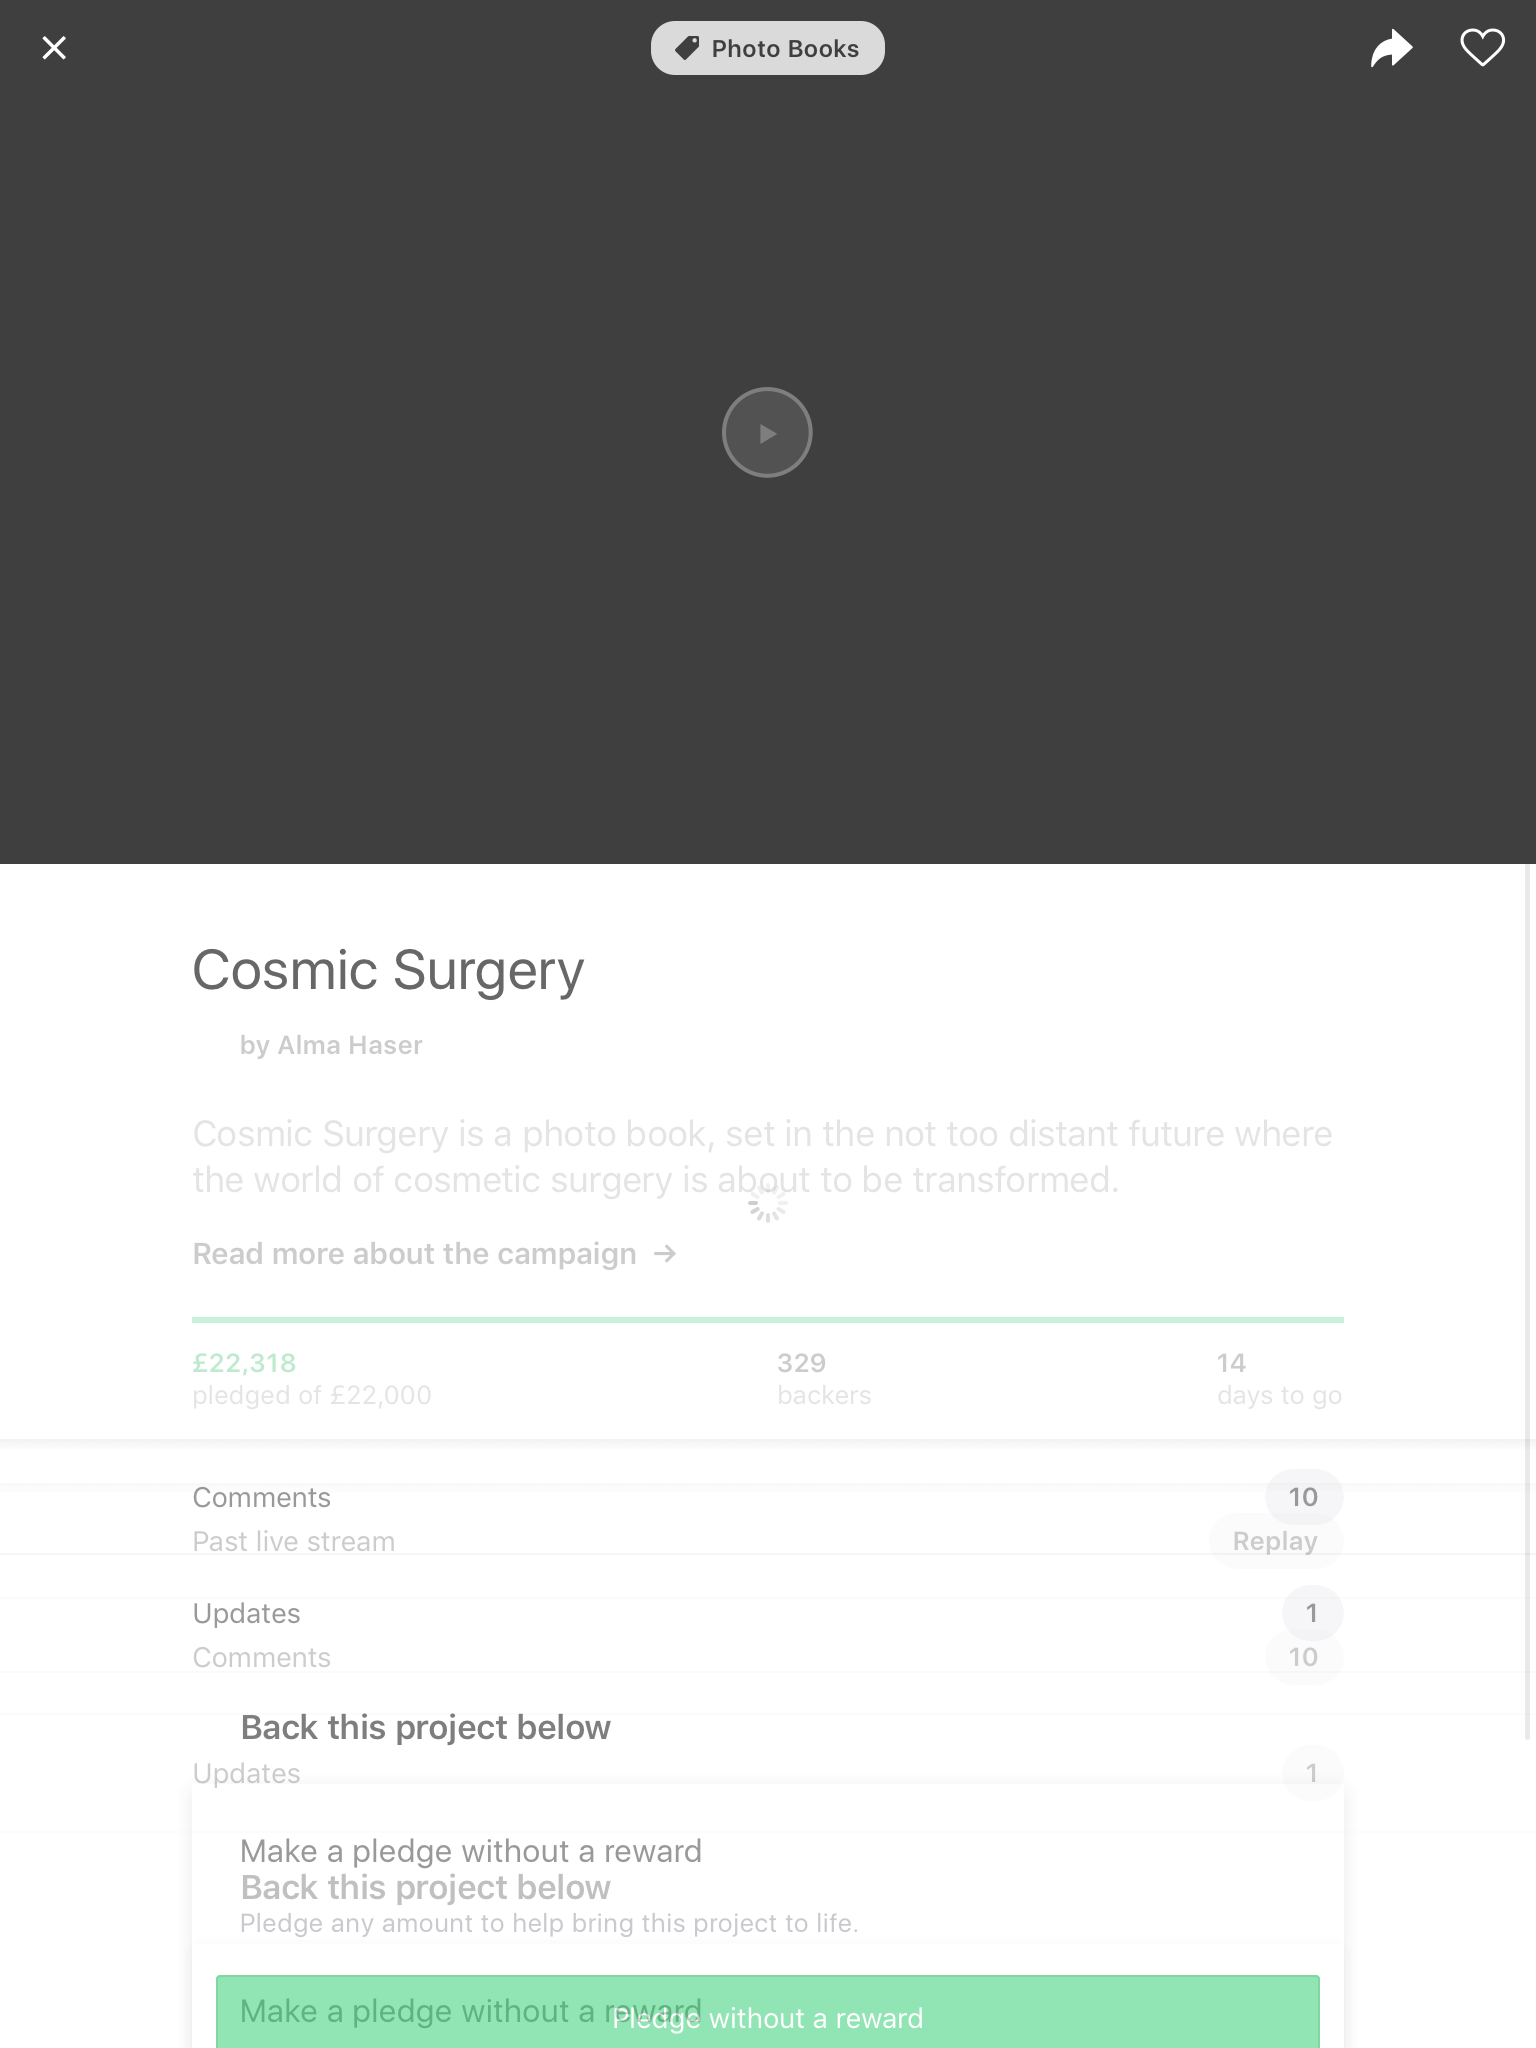 Photo Books
Cosmic Surgery
by Alma Haser
Cosmic Surgery is a photo book, set in the not too distant future where
the world of cosmetic surgery is about to be transformed.
Read more about the campaign →
£22,318 329 14
pledged of £22,000 backers days to go
Comments 10
Past live stream Replay
Updates 1
Comments 10
Back this project below
Updates 1
Make a pledge without a reward
Back this project below
Pledge any amount to help bring this project to life.
Make a pledge without a reward
Pledge without a reward